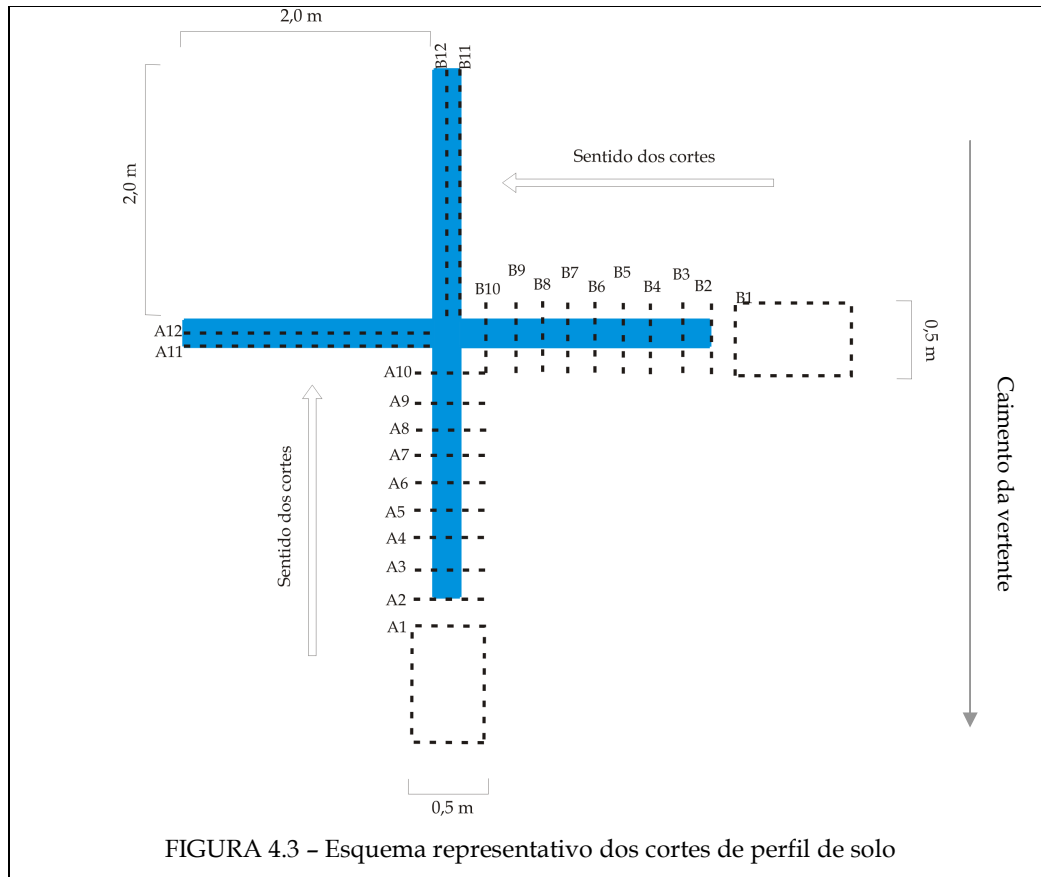 2,0 m
B12
B11
2,0 m
Sentido dos cortes
B10
B9
B8
B7
B6
B5
B4
B3
B2
B1
0,5 m
A12
A11
A10
A9
A8
A7
A6
A5
A4
A3
A2
A1
Sentido dos cortes
Caimento da vertente
0,5 m
FIGURA 4.3 – Esquema representativo dos cortes de perfil de solo